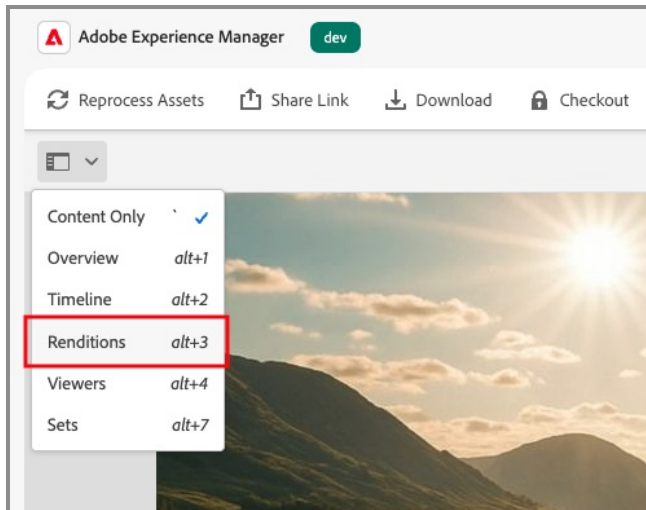 Adobe Experience Manager dev
Reprocess Assets Share Link Download Checkout
Content Only `
Overview alt+1
Timeline alt+2
Renditions alt+3
Viewers alt+4
Sets alt+7